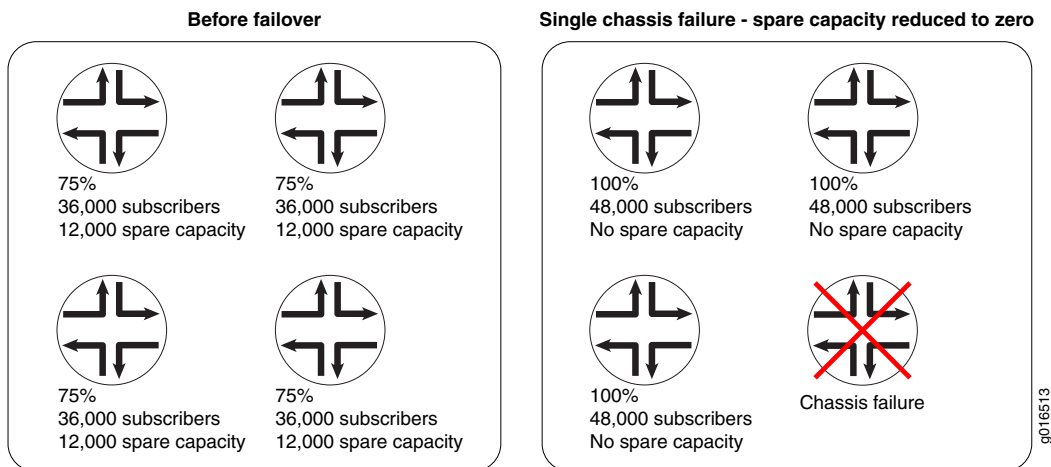 Before failover
75%
36,000 subscribers
12,000 spare capacity
75%
36,000 subscribers
12,000 spare capacity
75%
36,000 subscribers
12,000 spare capacity
75%
36,000 subscribers
12,000 spare capacity
Single chassis failure - spare capacity reduced to zero
100%
48,000 subscribers
No spare capacity
100%
48,000 subscribers
No spare capacity
100%
48,000 subscribers
No spare capacity
Chassis failure
g016513